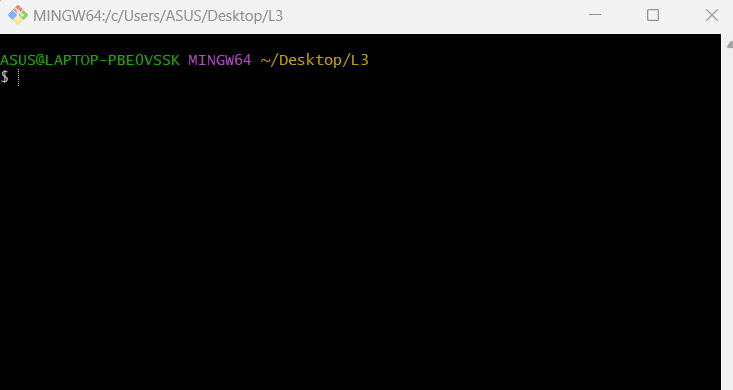 MINGW64:/c/Users/ASUS/Desktop/L3
ASUS@LAPTOP-PBEOVSSK MINGW64 ~/Desktop/L3
$